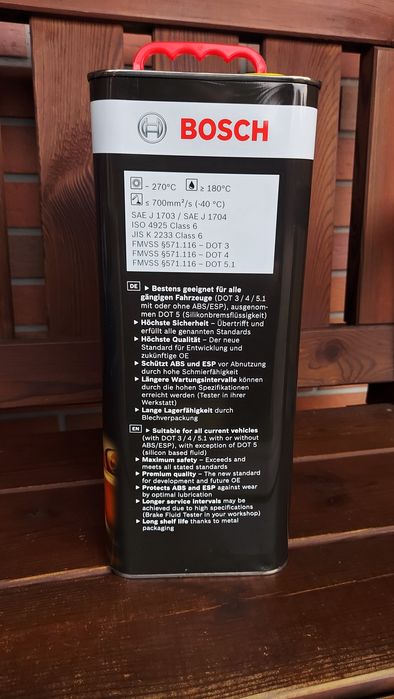 BOSCH
~ 270°C ≥ 180°C
≤ 700mm²/s (-40 °C)
SAE J 1703 / SAE J 1704
ISO 4925 Class 6
JIS K 2233 Class 6
FMVSS §571.116 – DOT 3
FMVSS §571.116 – DOT 4
FMVSS §571.116 – DOT 5.1
DE ▶ Bestens geeignet für alle
gängigen Fahrzeuge (DOT 3 / 4 / 5.1
mit oder ohne ABS/ESP), ausgenom-
men DOT 5 (Silikonbremsflüssigkeit)
▶ Höchste Sicherheit – Übertrifft und
erfüllt alle genannten Standards
▶ Höchste Qualität – Der neue
Standard für Entwicklung und
zukünftige OE
▶ Schützt ABS und ESP vor Abnutzung
durch hohe Schmierfähigkeit
▶ Längere Wartungsintervalle können
durch die hohen Spezifikationen
erreicht werden (Tester in ihrer
Werkstatt)
▶ Lange Lagerfähigkeit durch
Blechverpackung
EN ▶ Suitable for all current vehicles
(with DOT 3 / 4 / 5.1 with or without
ABS/ESP), with exception of DOT 5
(silicone based fluid)
▶ Maximum safety – Exceeds and
meets all stated standards
▶ Premium quality – The new standard
for development and future OE
▶ Protects ABS and ESP against wear
by optimal lubrication
▶ Longer service intervals may be
achieved due to high specifications
(Brake Fluid Tester in your workshop)
▶ Long shelf life thanks to metal
packaging